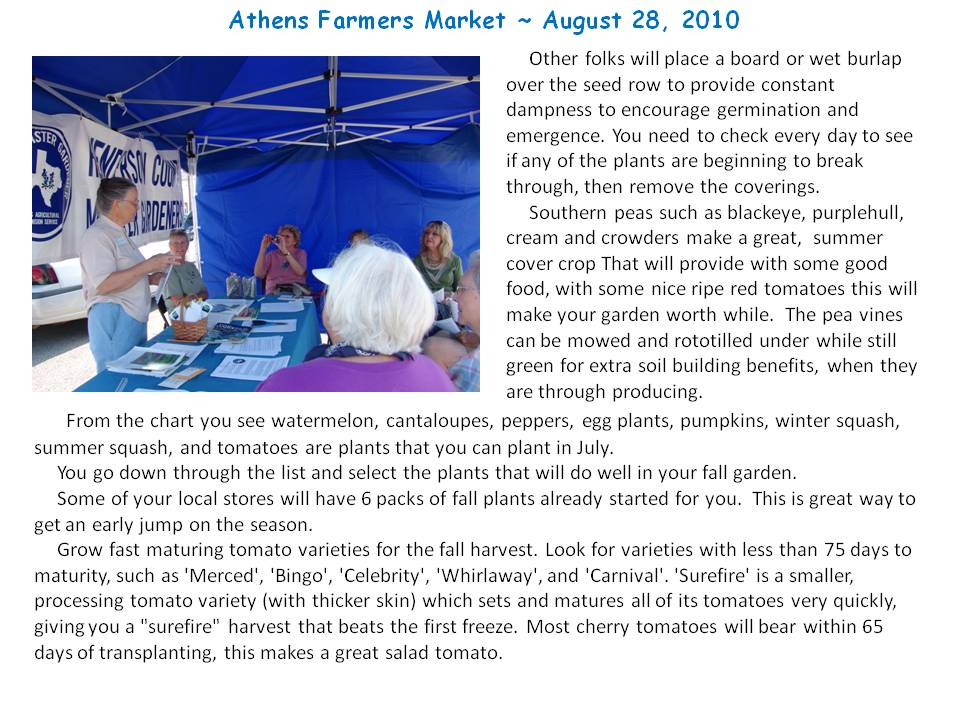 Athens Farmers Market ~ August 28, 2010
ASTER GARDENE
AGRICULTURAL
HENDERSON COUN
M ER GARDENERS
Other folks will place a board or wet burlap
over the seed row to provide constant
dampness to encourage germination and
emergence. You need to check every day to see
if any of the plants are beginning to break
through, then remove the coverings.
Southern peas such as blackeye, purplehull,
cream and crowders make a great, summer
cover crop That will provide with some good
food, with some nice ripe red tomatoes this will
make your garden worth while. The pea vines
can be mowed and rototilled under while still
green for extra soil building benefits, when they
are through producing.
From the chart you see watermelon, cantaloupes, peppers, egg plants, pumpkins, winter squash,
summer squash, and tomatoes are plants that you can plant in July.
You go down through the list and select the plants that will do well in your fall garden.
Some of your local stores will have 6 packs of fall plants already started for you. This is great way to
get an early jump on the season.
Grow fast maturing tomato varieties for the fall harvest. Look for varieties with less than 75 days to
maturity, such as 'Merced', 'Bingo', 'Celebrity', 'Whirlaway', and 'Carnival'. 'Surefire' is a smaller,
processing tomato variety (with thicker skin) which sets and matures all of its tomatoes very quickly,
giving you a "surefire" harvest that beats the first freeze. Most cherry tomatoes will bear within 65
days of transplanting, this makes a great salad tomato.